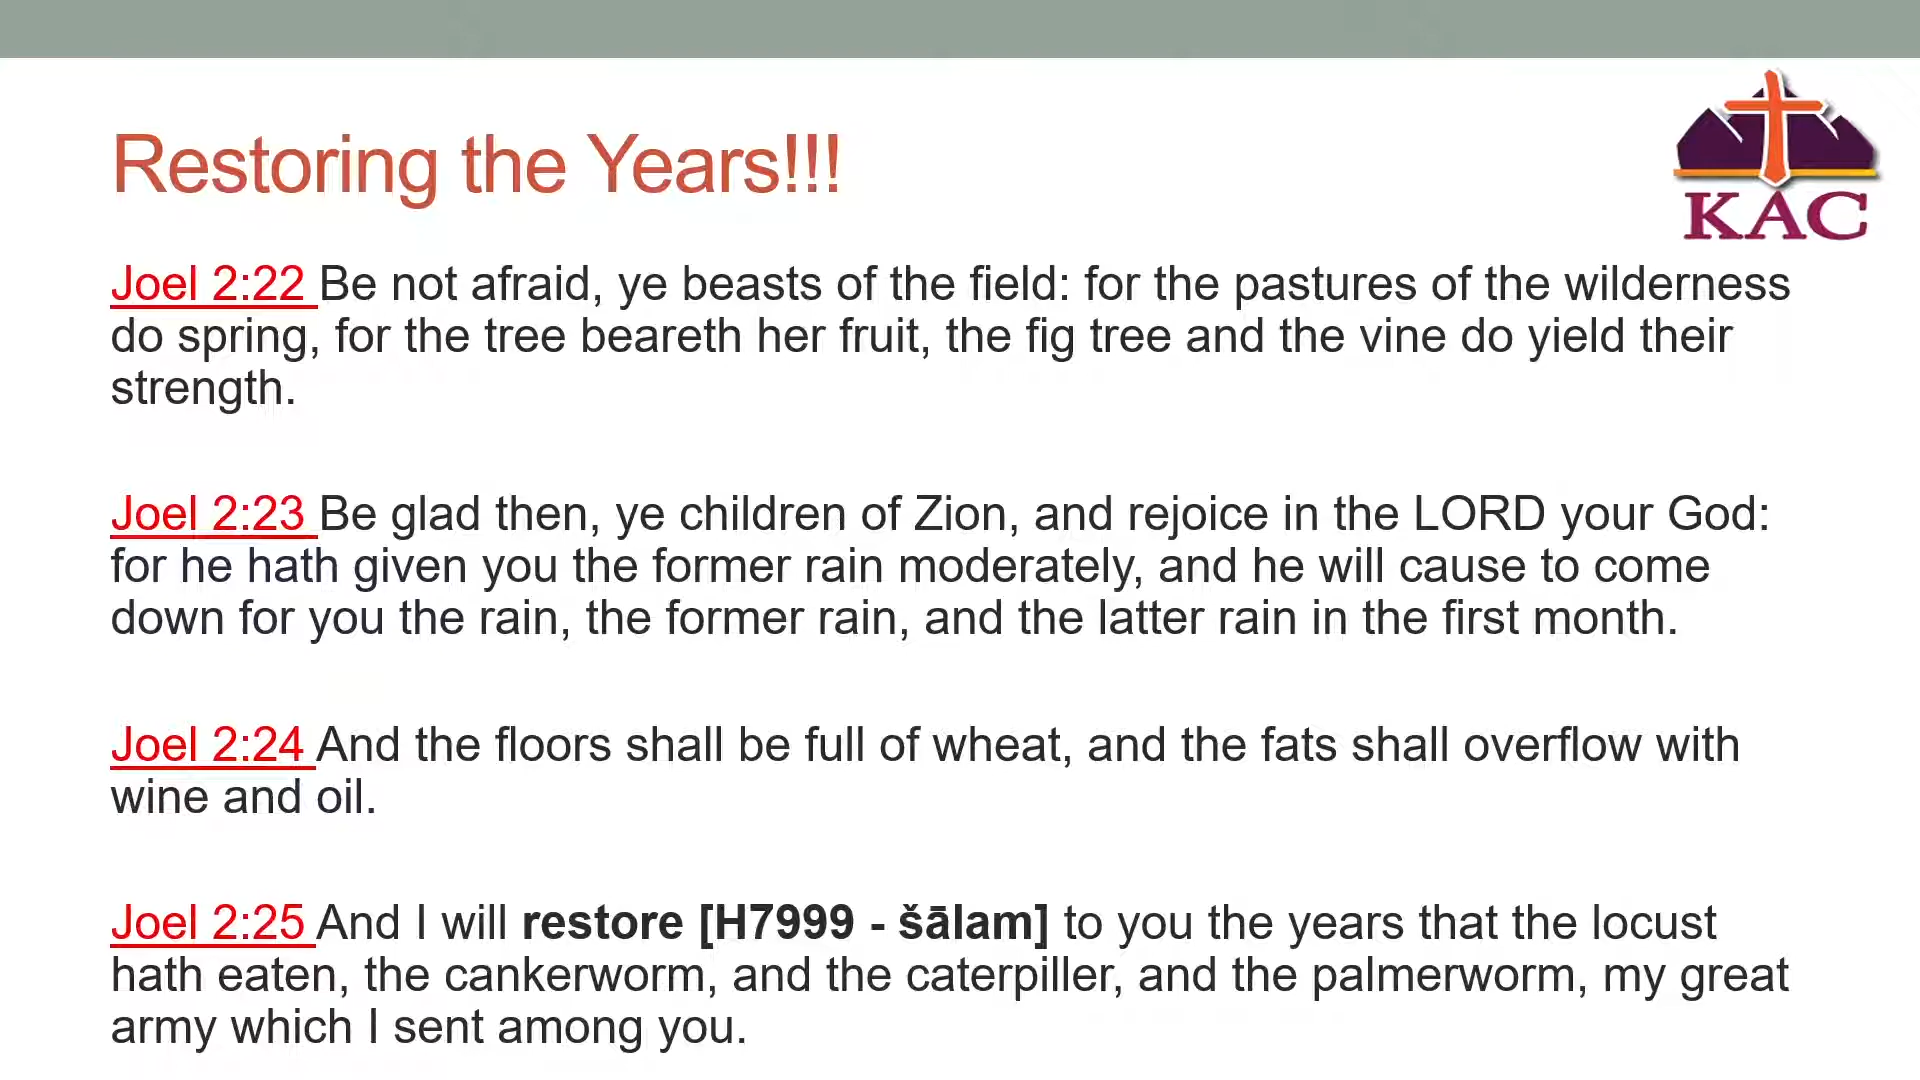 Restoring the Years!!!
KAC
Joel 2:22 Be not afraid, ye beasts of the field: for the pastures of the wilderness
do spring, for the tree beareth her fruit, the fig tree and the vine do yield their
strength.
Joel 2:23 Be glad then, ye children of Zion, and rejoice in the LORD your God:
for he hath given you the former rain moderately, and he will cause to come
down for you the rain, the former rain, and the latter rain in the first month.
Joel 2:24 And the floors shall be full of wheat, and the fats shall overflow with
wine and oil.
Joel 2:25 And I will restore [H7999 - šālam] to you the years that the locust
hath eaten, the cankerworm, and the caterpiller, and the palmerworm, my great
army which I sent among you.